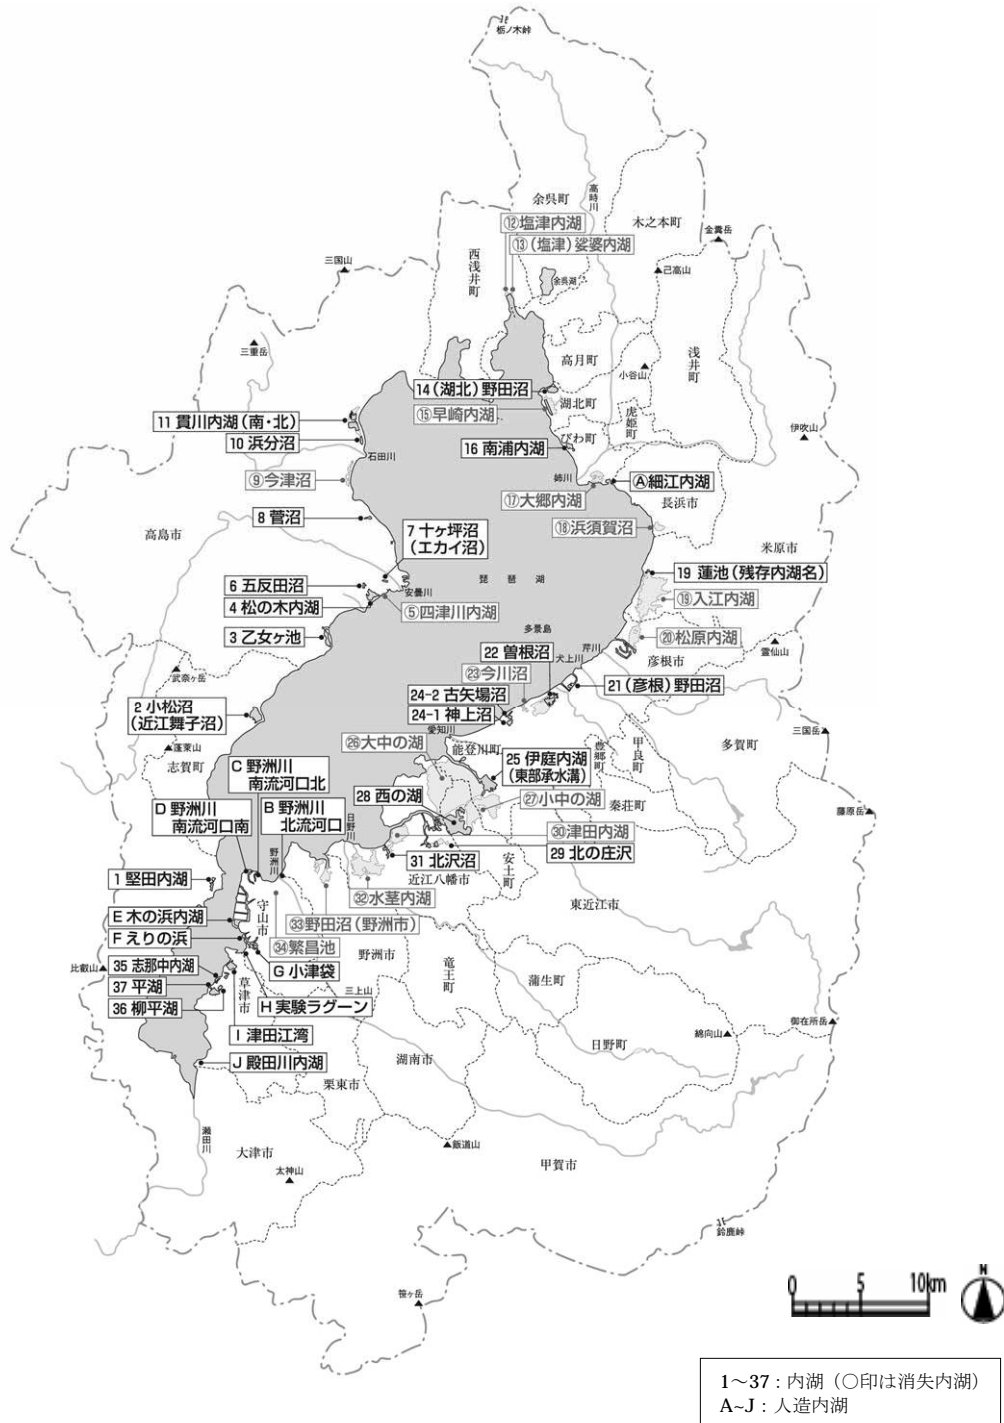 栃ノ木峠
余呉町
高時川
木之本町
金糞岳
⑫塩津内湖
⑬(塩津)娑婆内湖
西浅井町
余呉湖
己高山
三国山
三重岳
高月町
小谷山
浅井町
14(湖北)野田沼
湖北町
⑮早崎内湖
虎姫町
伊吹山
びわ町
16 南浦内湖
11 貫川内湖(南・北)
10 浜分沼
石田川
⑨今津沼
姉川
Ⓐ細江内湖
⑰大郷内湖
長浜市
8 菅沼
⑱浜須賀沼
高島市
7 十ヶ坪沼
(エカイ沼)
米原市
琵琶湖
19 蓮池(残存内湖名)
6 五反田沼
安曇川
⑲入江内湖
4 松の木内湖
⑤四津川内湖
多景島
3 乙女ヶ池
芹川
⑳松原内湖
22 曽根沼
犬上川
彦根市
霊仙山
㉓今川沼
武奈ヶ岳
21(彦根)野田沼
24-2 古矢場沼
24-1 神上沼
2 小松沼
(近江舞子沼)
愛知川
三国岳
蓬東山
㉖大中の湖
能登川町
豊郷町
甲良町
多賀町
志賀町
C 野洲川
南流河口北
25 伊庭内湖
(東部承水溝)
28 西の湖
㉗小中の湖
秦荘町
藤原岳
D 野洲川
南流河口南
B 野洲川
北流河口
日野川
㉚津田内湖
29 北の庄沢
31 北沢沼
安土町
野洲川
近江八幡市
1 堅田内湖
㉜水茎内湖
東近江市
E 木の浜内湖
守山市
㉝野田沼(野洲市)
F えりの浜
㉞繁昌池
野洲市
竜王町
蒲生町
比叡山
35 志那中内湖
G 小津袋
37 平湖
草津市
三上山
36 柳平湖
H 実験ラグーン
御在所岳
綿向山
I 津田江湾
日野町
湖南市
J 殿田川内湖
栗東市
瀬田川
大津市
飯道山
太神山
甲賀市
鈴鹿峠
笹ヶ岳
0 5 10km
N
1～37：内湖（〇印は消失内湖）
A~J：人造内湖